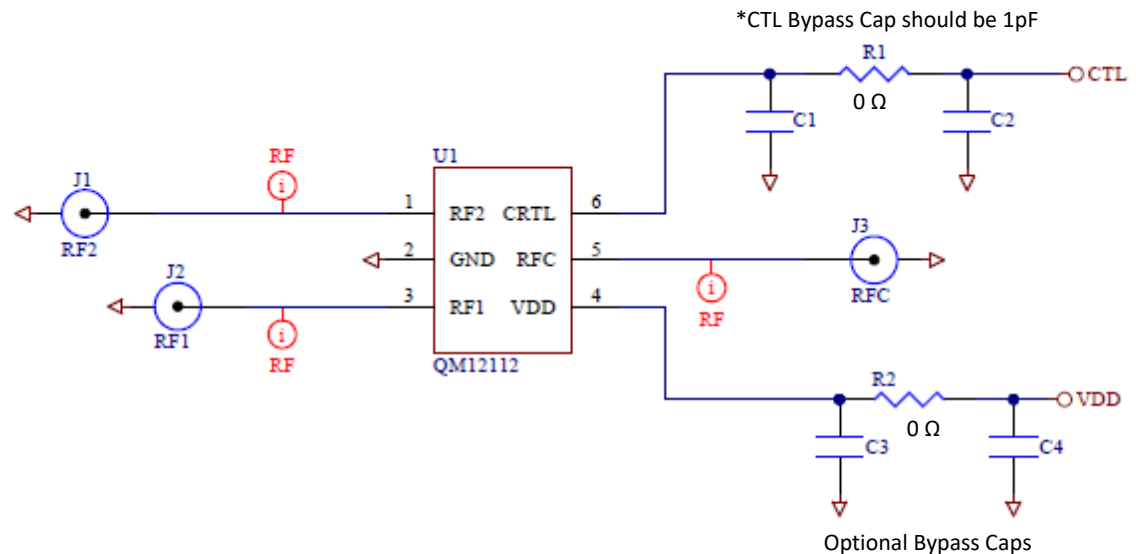 *CTL Bypass Cap should be 1pF
R1
CTL
0 Ω
C1
C2
U1
RF
J1
1
RF2
CRTL
6
RF2
J3
2
GND
RFC
5
J2
RFC
3
RF1
VDD
4
RF
RF1
RF
QM12112
R2
VDD
0 Ω
C3
C4
Optional Bypass Caps
i
i
i